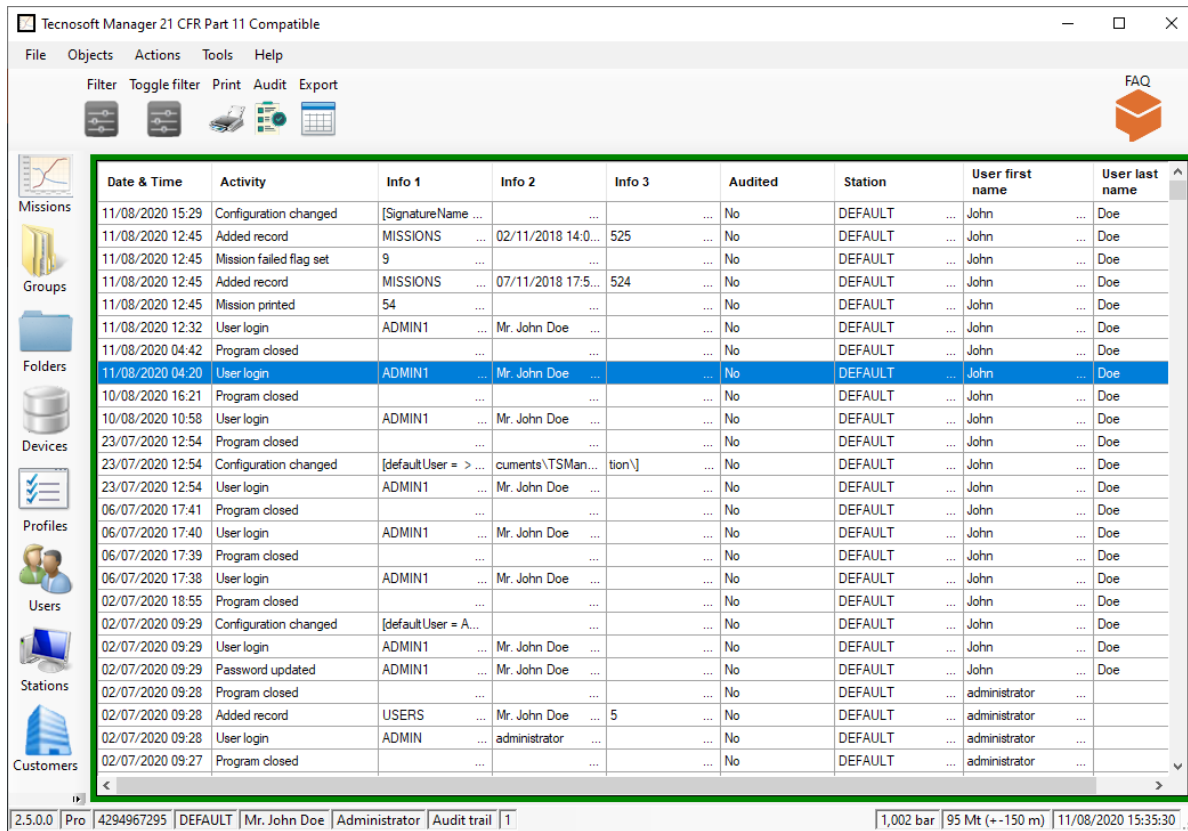 Tecnosoft Manager 21 CFR Part 11 Compatible
File Objects Actions Tools Help
Filter Toggle filter Print Audit Export FAQ
Missions
Groups
Folders
Devices
Profiles
Users
Stations
Customers
Date & Time Activity Info 1 Info 2 Info 3 Audited Station User first name User last name
11/08/2020 15:29 Configuration changed [SignatureName ... ... ... No DEFAULT ... John ... Doe
11/08/2020 12:45 Added record MISSIONS ... 02/11/2018 14:0... 525 ... No DEFAULT ... John ... Doe
11/08/2020 12:45 Mission failed flag set 9 ... ... ... No DEFAULT ... John ... Doe
11/08/2020 12:45 Added record MISSIONS ... 07/11/2018 17:5... 524 ... No DEFAULT ... John ... Doe
11/08/2020 12:45 Mission printed 54 ... ... ... No DEFAULT ... John ... Doe
11/08/2020 12:32 User login ADMIN1 ... Mr. John Doe ... ... No DEFAULT ... John ... Doe
11/08/2020 04:42 Program closed ... ... ... No DEFAULT ... John ... Doe
11/08/2020 04:20 User login ADMIN1 ... Mr. John Doe ... ... No DEFAULT ... John ... Doe
10/08/2020 16:21 Program closed ... ... ... No DEFAULT ... John ... Doe
10/08/2020 10:58 User login ADMIN1 ... Mr. John Doe ... ... No DEFAULT ... John ... Doe
23/07/2020 12:54 Program closed ... ... ... No DEFAULT ... John ... Doe
23/07/2020 12:54 Configuration changed [defaultUser = > ... cuments\TSMan... tion\] ... No DEFAULT ... John ... Doe
23/07/2020 12:54 User login ADMIN1 ... Mr. John Doe ... ... No DEFAULT ... John ... Doe
06/07/2020 17:41 Program closed ... ... ... No DEFAULT ... John ... Doe
06/07/2020 17:40 User login ADMIN1 ... Mr. John Doe ... ... No DEFAULT ... John ... Doe
06/07/2020 17:39 Program closed ... ... ... No DEFAULT ... John ... Doe
06/07/2020 17:38 User login ADMIN1 ... Mr. John Doe ... ... No DEFAULT ... John ... Doe
02/07/2020 18:55 Program closed ... ... ... No DEFAULT ... John ... Doe
02/07/2020 09:29 Configuration changed [defaultUser = A... ... ... No DEFAULT ... John ... Doe
02/07/2020 09:29 User login ADMIN1 ... Mr. John Doe ... ... No DEFAULT ... John ... Doe
02/07/2020 09:29 Password updated ADMIN1 ... Mr. John Doe ... ... No DEFAULT ... John ... Doe
02/07/2020 09:28 Program closed ... ... ... No DEFAULT ... administrator ...
02/07/2020 09:28 Added record USERS ... Mr. John Doe ... 5 ... No DEFAULT ... administrator ...
02/07/2020 09:28 User login ADMIN ... administrator ... ... No DEFAULT ... administrator ...
02/07/2020 09:27 Program closed ... ... ... No DEFAULT ... administrator ...
2.5.0.0 Pro 4294967295 DEFAULT Mr. John Doe Administrator Audit trail 1 1,002 bar 95 Mt (+-150 m) 11/08/2020 15:35:30